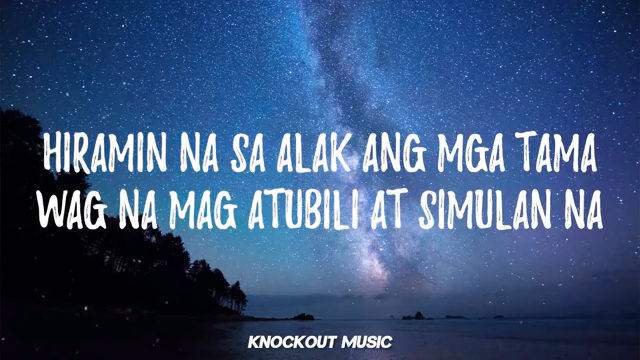 HIRAMIN NA SA ALAK ANG MGA TAMA
WAG NA MAG ATUBILI AT SIMULAN NA
KNOCKOUT MUSIC